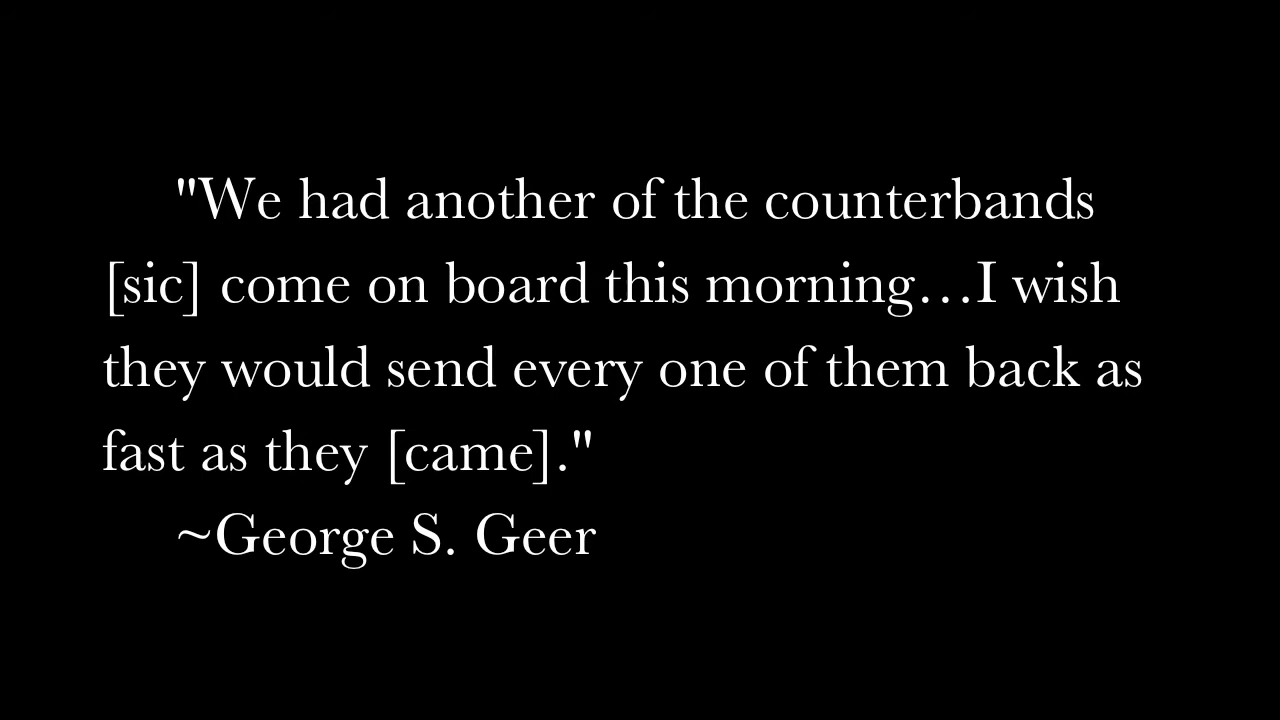 "We had another of the counterbands
[sic] come on board this morning…I wish
they would send every one of them back as
fast as they [came]."
~George S. Geer